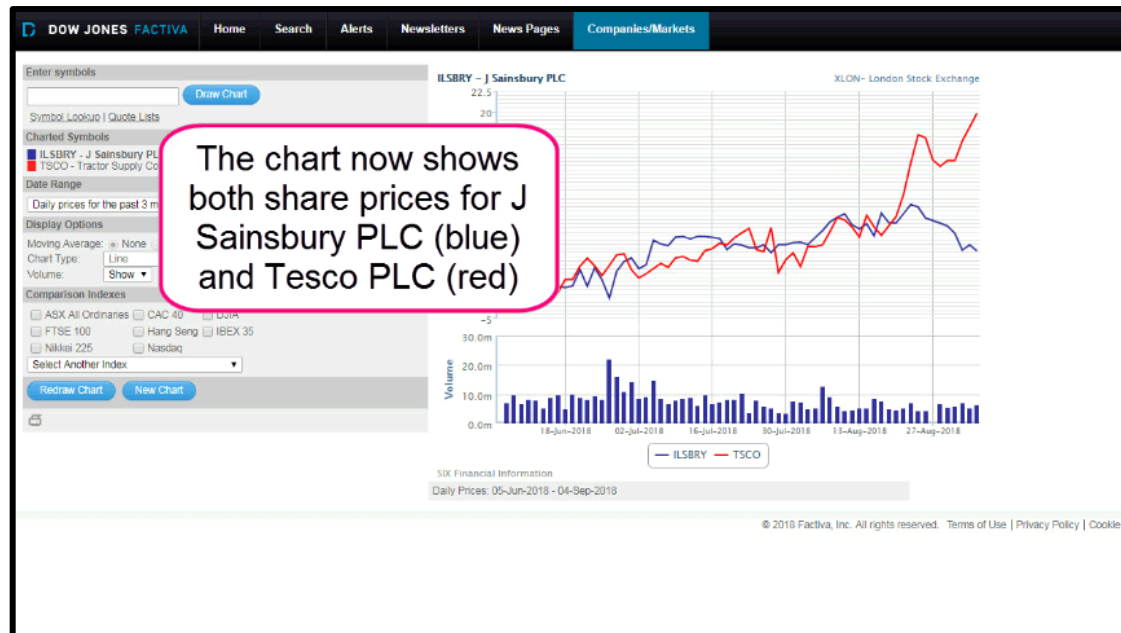 DOW JONES FACTIVA Home Search Alerts Newsletters News Pages Companies/Markets
Enter symbols
Draw Chart
Symbol Lookup | Quote Lists
Charted Symbols
ILSBRY - J Sainsbury PL
TSCO - Tractor Supply Co
Date Range
Daily prices for the past 3 m
Display Options
Moving Average: None
Chart Type: Line
Volume: Show
Comparison Indexes
ASX All Ordinaries CAC 40 DJIA
FTSE 100 Hang Seng IBEX 35
Nikkei 225 Nasdaq
Select Another Index
Redraw Chart New Chart
The chart now shows
both share prices for J
Sainsbury PLC (blue)
and Tesco PLC (red)
ILSBRY - J Sainsbury PLC XLON- London Stock Exchange
22.5
20
-5
30.0m
20.0m
10.0m
0.0m
Volume
18-Jun-2018 02-Jul-2018 16-Jul-2018 30-Jul-2018 13-Aug-2018 27-Aug-2018
ILSBRY TSCO
SIX Financial Information
Daily Prices: 05-Jun-2018 - 04-Sep-2018
© 2018 Factiva, Inc. All rights reserved. Terms of Use | Privacy Policy | Cookie